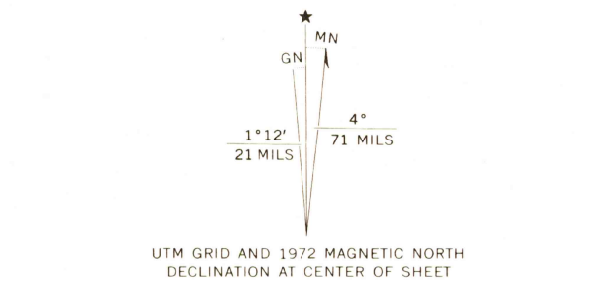 ★
MN
GN
1°12′
21 MILS
4°
71 MILS
UTM GRID AND 1972 MAGNETIC NORTH
DECLINATION AT CENTER OF SHEET